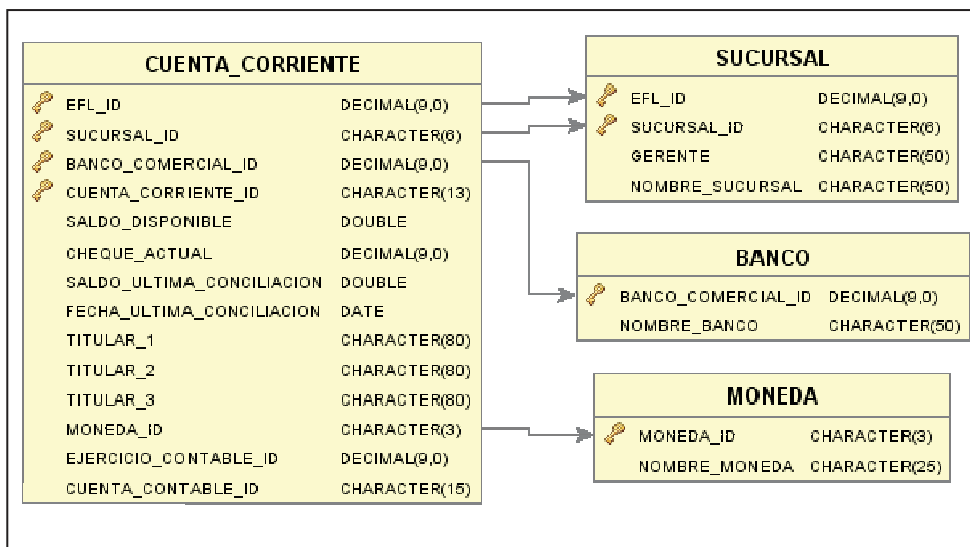 CUENTA_CORRIENTE
EFL_ID DECIMAL(9,0)
SUCURSAL_ID CHARACTER(6)
BANCO_COMERCIAL_ID DECIMAL(9,0)
CUENTA_CORRIENTE_ID CHARACTER(13)
SALDO_DISPONIBLE DOUBLE
CHEQUE_ACTUAL DECIMAL(9,0)
SALDO_ULTIMA_CONCILIACION DOUBLE
FECHA_ULTIMA_CONCILIACION DATE
TITULAR_1 CHARACTER(80)
TITULAR_2 CHARACTER(80)
TITULAR_3 CHARACTER(80)
MONEDA_ID CHARACTER(3)
EJERCICIO_CONTABLE_ID DECIMAL(9,0)
CUENTA_CONTABLE_ID CHARACTER(15)
SUCURSAL
EFL_ID DECIMAL(9,0)
SUCURSAL_ID CHARACTER(6)
GERENTE CHARACTER(50)
NOMBRE_SUCURSAL CHARACTER(50)
BANCO
BANCO_COMERCIAL_ID DECIMAL(9,0)
NOMBRE_BANCO CHARACTER(50)
MONEDA
MONEDA_ID CHARACTER(3)
NOMBRE_MONEDA CHARACTER(25)